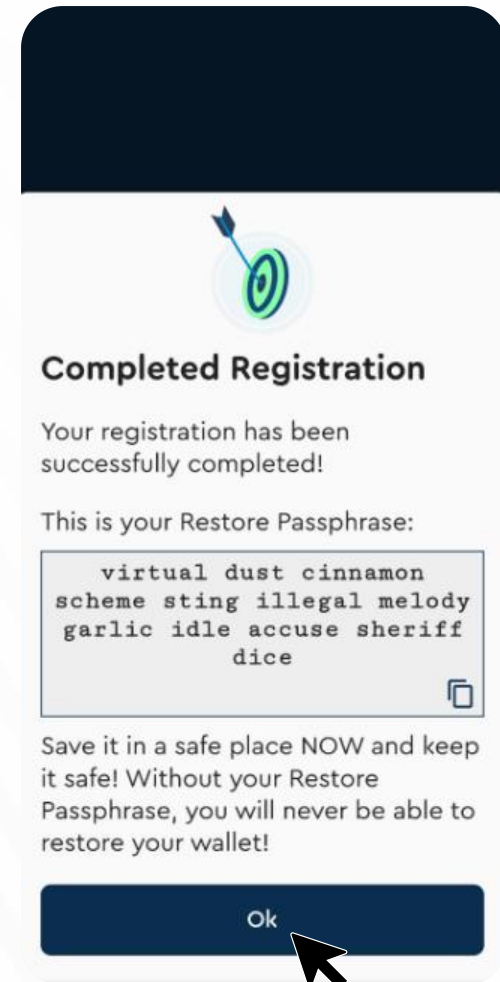 Completed Registration
Your registration has been
successfully completed!
This is your Restore Passphrase:
virtual dust cinnamon
scheme sting illegal melody
garlic idle accuse sheriff
dice
Save it in a safe place NOW and keep
it safe! Without your Restore
Passphrase, you will never be able to
restore your wallet!
Ok